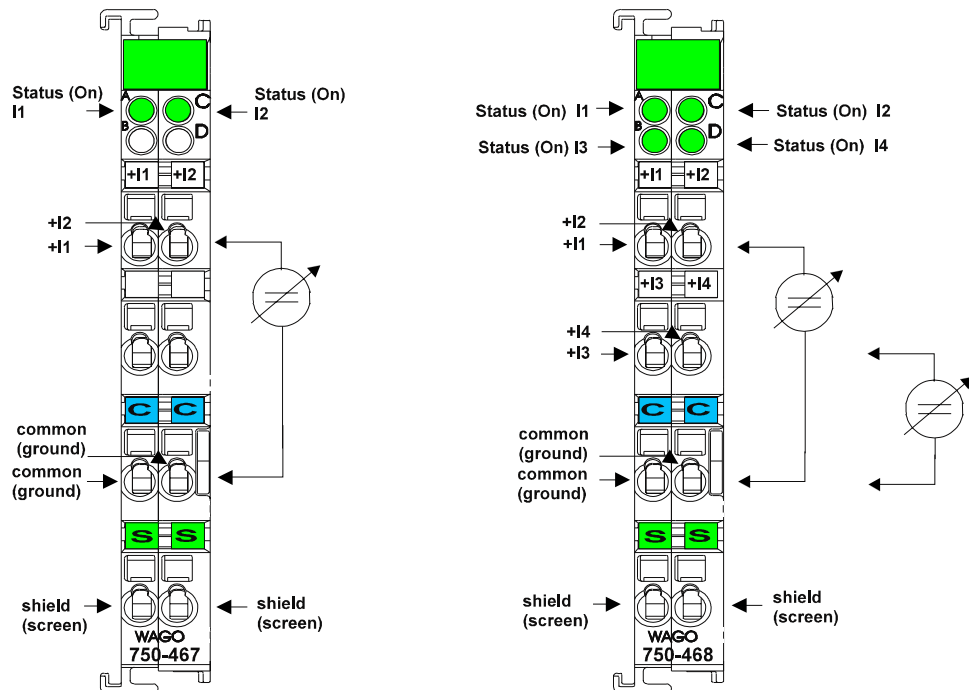 Status (On)
I1
A
C
Status (On)
I2
B
D
+I1
+I2
+I2
+I1
C
C
common
(ground)
common
(ground)
S
S
shield
(screen)
shield
(screen)
WAGO
750-467
Status (On) I1
A
C
Status (On) I2
Status (On) I3
B
D
Status (On) I4
+I1
+I2
+I2
+I1
+I3
+I4
+I4
+I3
C
C
common
(ground)
common
(ground)
S
S
shield
(screen)
shield
(screen)
WAGO
750-468